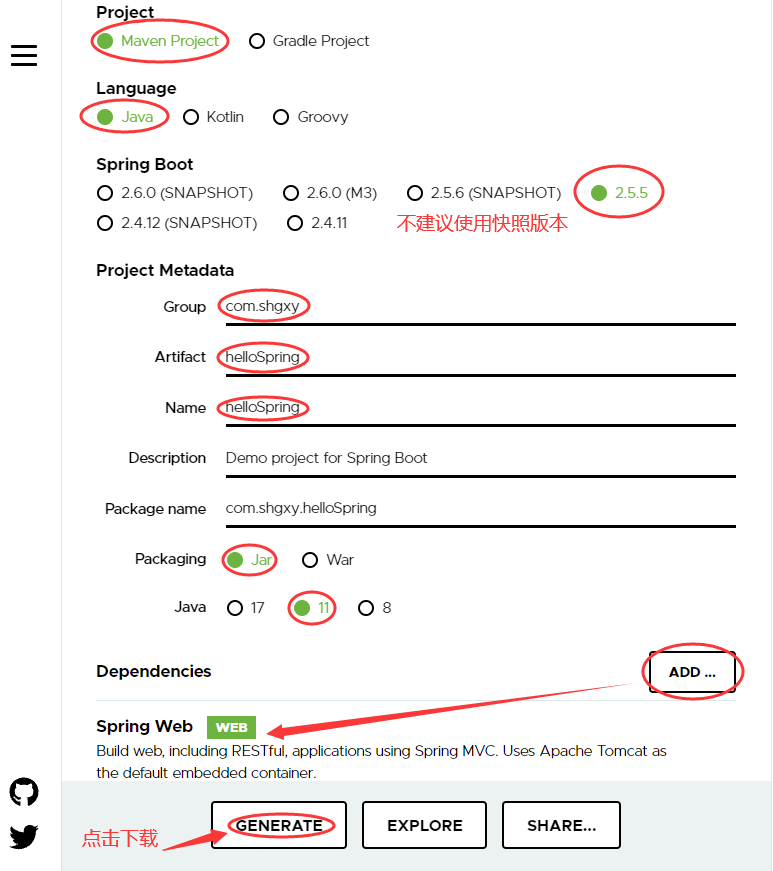 Project
Maven Project Gradle Project
Language
Java Kotlin Groovy
Spring Boot
2.6.0 (SNAPSHOT) 2.6.0 (M3) 2.5.6 (SNAPSHOT) 2.5.5
2.4.12 (SNAPSHOT) 2.4.11 不建议使用快照版本
Project Metadata
Group com.shgxy
Artifact helloSpring
Name helloSpring
Description Demo project for Spring Boot
Package name com.shgxy.helloSpring
Packaging Jar War
Java 17 11 8
Dependencies ADD ...
Spring Web WEB
Build web, including RESTful, applications using Spring MVC. Uses Apache Tomcat as
the default embedded container.
点击下载 GENERATE EXPLORE SHARE...